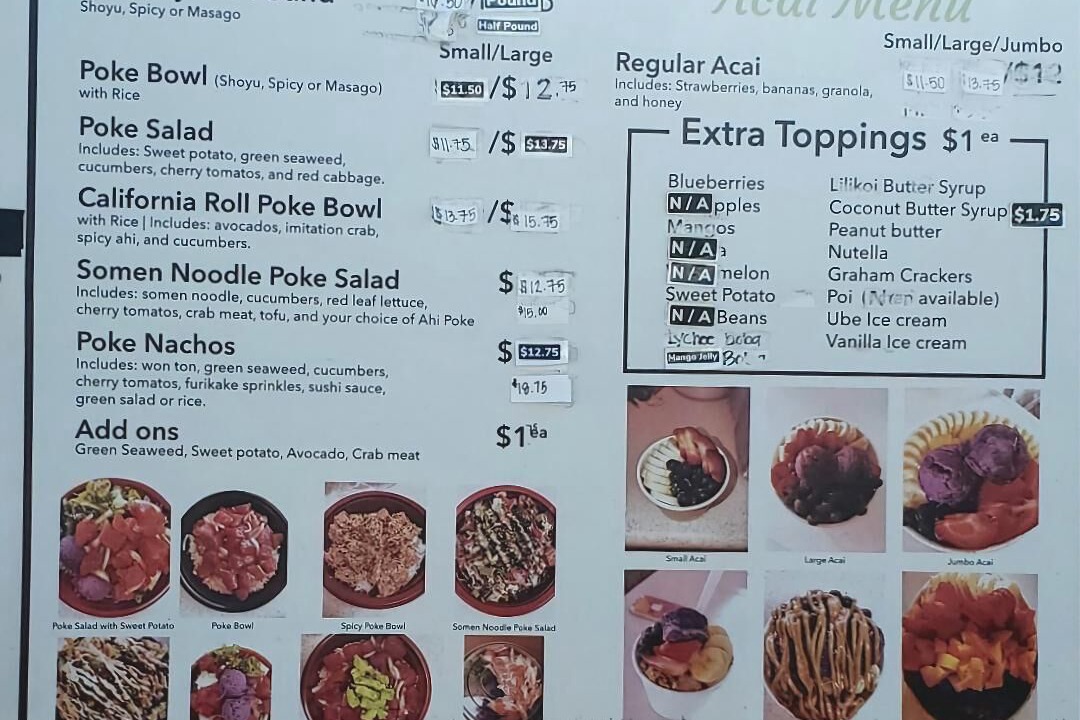 Shoyu, Spicy or Masago
Half Pound
Small/Large
Poke Bowl (Shoyu, Spicy or Masago)
with Rice
$11.50 /$12.75
Poke Salad
Includes: Sweet potato, green seaweed,
cucumbers, cherry tomatoes, and red cabbage.
$11.75 /$ $13.75
California Roll Poke Bowl
with Rice | Includes: avocados, imitation crab,
spicy ahi, and cucumbers.
$13.75 /$ $15.75
Somen Noodle Poke Salad
Includes: somen noodle, cucumbers, red leaf lettuce,
cherry tomatoes, crab meat, tofu, and your choice of Ahi Poke
$ $12.75
$15.00
Poke Nachos
Includes: won ton, green seaweed, cucumbers,
cherry tomatoes, furikake sprinkles, sushi sauce,
green salad or rice.
$ $12.75
Add ons
Green Seaweed, Sweet potato, Avocado, Crab meat
$1 ea
Poke Salad with Sweet Potato
Poke Bowl
Spicy Poke Bowl
Somen Noodle Poke Salad
Acai Menu
Small/Large/Jumbo
Regular Acai
Includes: Strawberries, bananas, granola,
and honey
$11.50 $13.75 /$12
Extra Toppings $1 ea
Blueberries
N/A pples
Mangos
N/A a
N/A melon
Sweet Potato
N/A Beans
Lychee Boba
Mango Jelly
Lilikoi Butter Syrup
Coconut Butter Syrup $1.75
Peanut butter
Nutella
Graham Crackers
Poi ( available)
Ube Ice cream
Vanilla Ice cream
Small Acai
Large Acai
Jumbo Acai